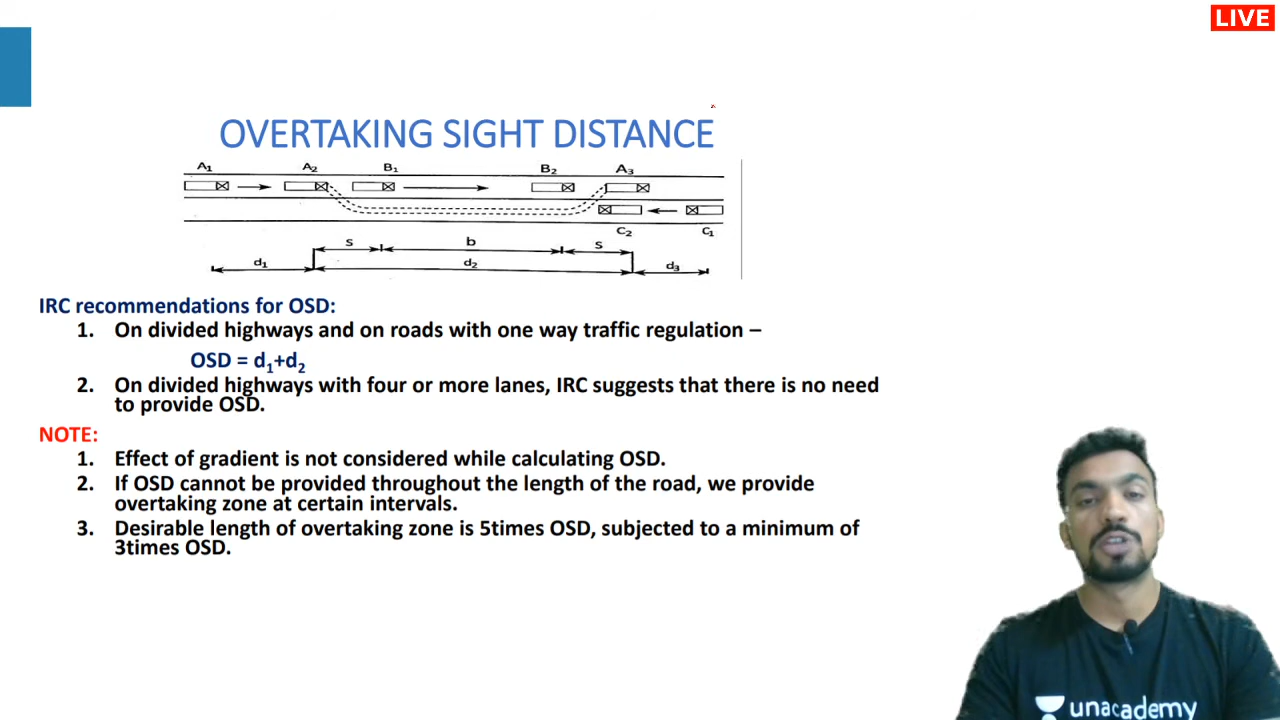 LIVE
OVERTAKING SIGHT DISTANCE
A1 A2 B1 B2 A3
C2 C1
s b s
d1 d2 d3
IRC recommendations for OSD:
1. On divided highways and on roads with one way traffic regulation –
OSD = d1+d2
2. On divided highways with four or more lanes, IRC suggests that there is no need
to provide OSD.
NOTE:
1. Effect of gradient is not considered while calculating OSD.
2. If OSD cannot be provided throughout the length of the road, we provide
overtaking zone at certain intervals.
3. Desirable length of overtaking zone is 5times OSD, subjected to a minimum of
3times OSD.
unacademy